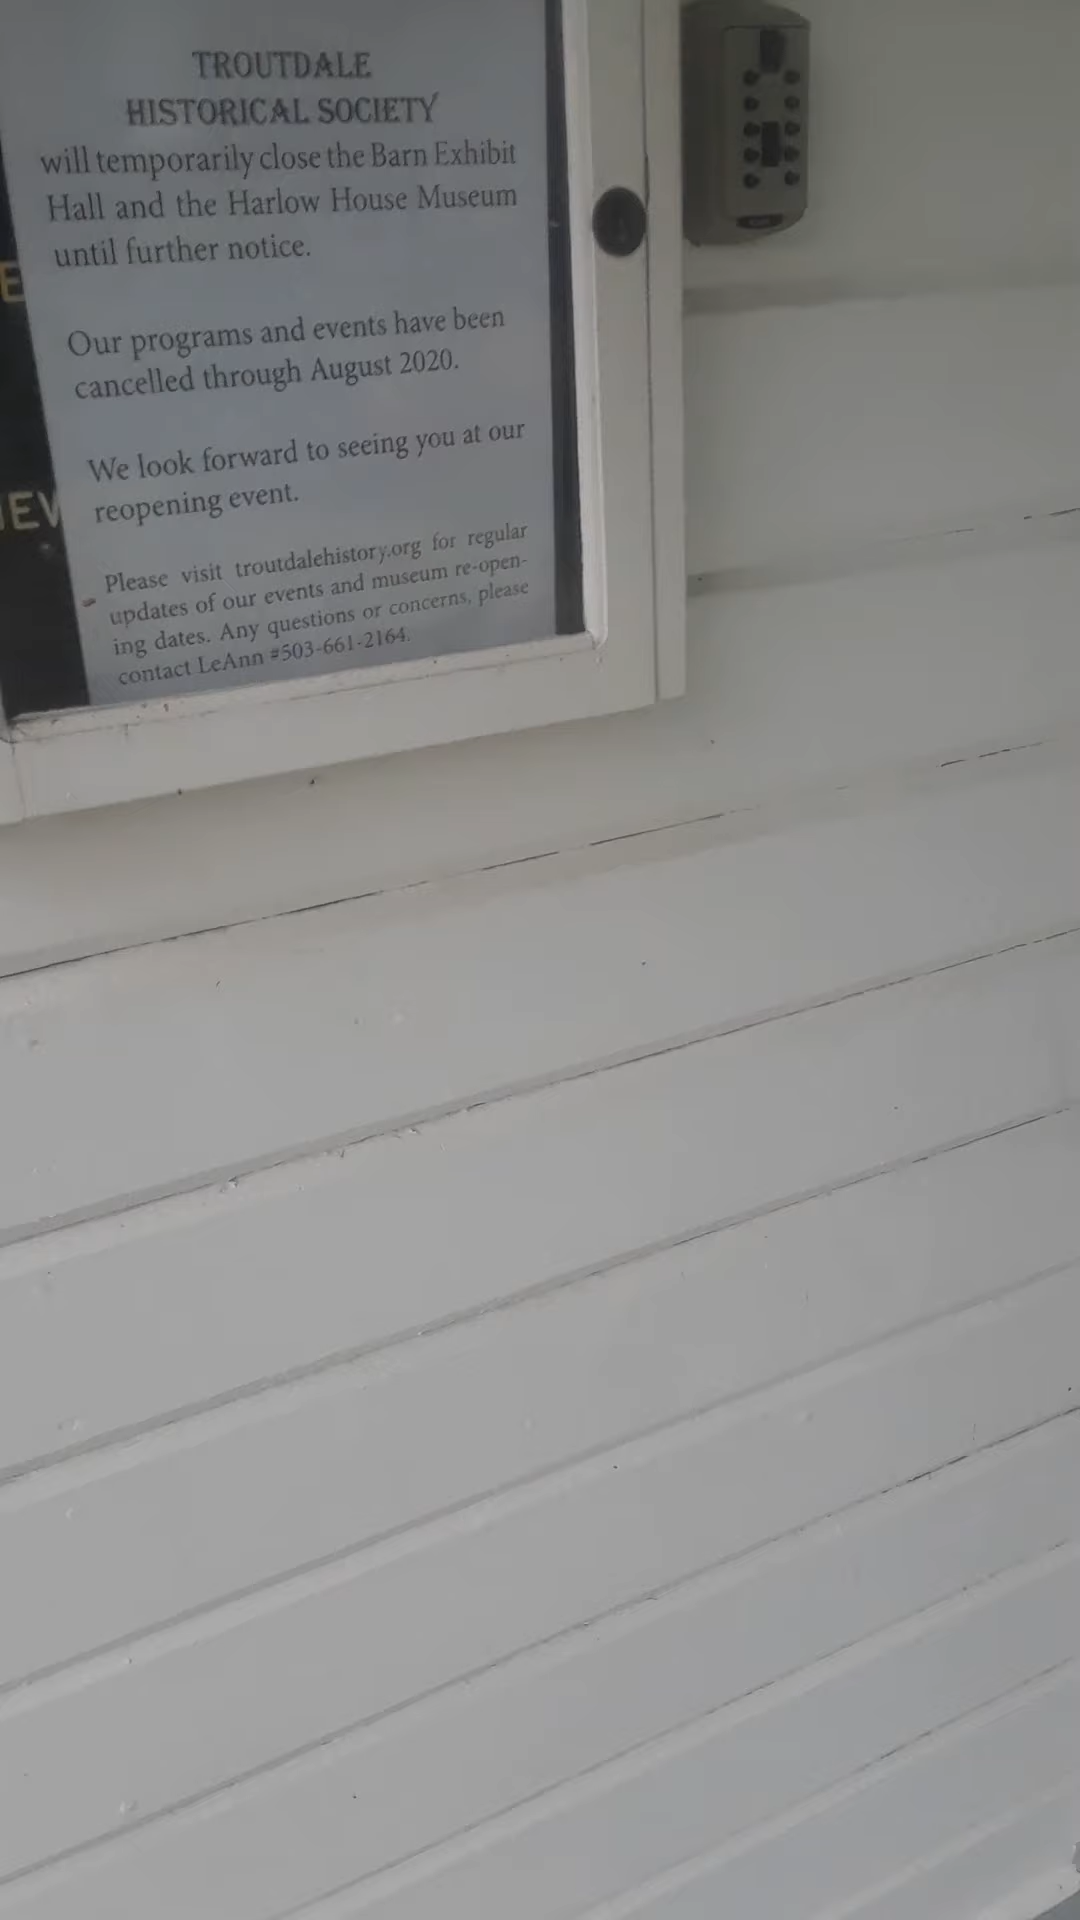 TROUTDALE
HISTORICAL SOCIETY
will temporarily close the Barn Exhibit
Hall and the Harlow House Museum
until further notice.
Our programs and events have been
cancelled through August 2020.
We look forward to seeing you at our
reopening event.
Please visit troutdalehistory.org for regular
updates of our events and museum re-open-
ing dates. Any questions or concerns, please
contact LeAnn #503-661-2164.